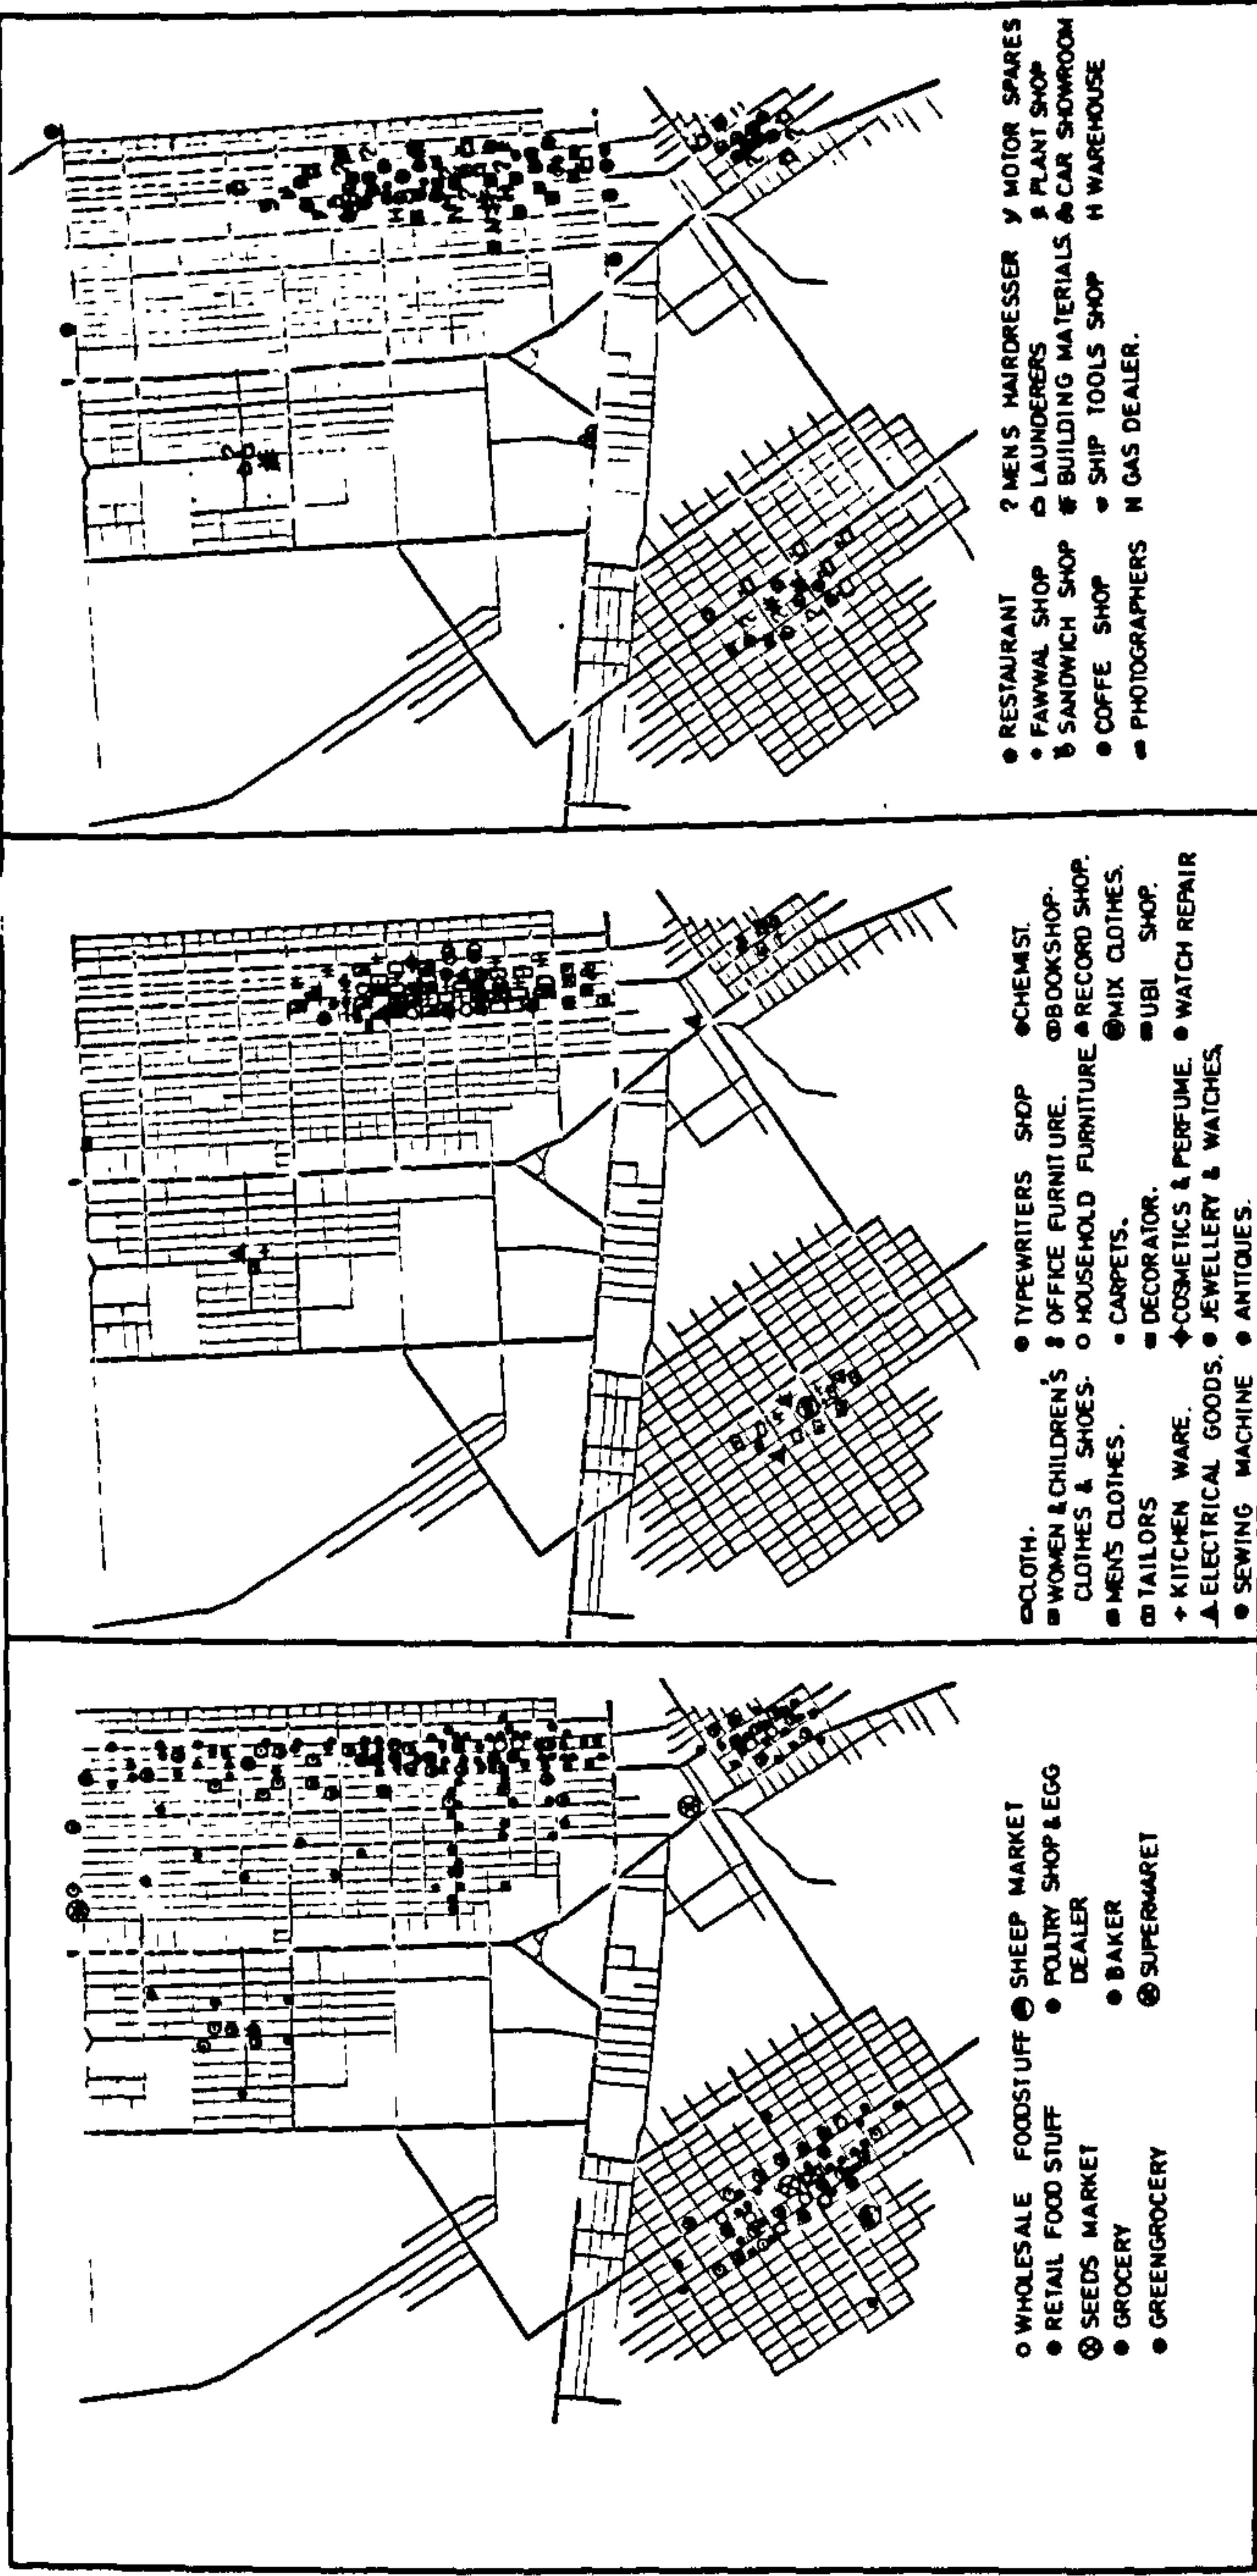 WHOLESALE FOODSTUFF
RETAIL FOOD STUFF
SEEDS MARKET
GROCERY
GREENGROCERY
SHEEP MARKET
POULTRY SHOP & EGG
DEALER
BAKER
SUPERMARET
CLOTH.
WOMEN & CHILDREN'S
CLOTHES & SHOES.
MEN'S CLOTHES.
TAILORS
KITCHEN WARE.
ELECTRICAL GOODS.
SEWING MACHINE
TYPEWRITERS SHOP
OFFICE FURNITURE.
HOUSEHOLD FURNITURE
CARPETS.
DECORATOR.
COSMETICS & PERFUME.
JEWELLERY & WATCHES,
ANTIQUES.
CHEMIST.
BOOKSHOP.
RECORD SHOP.
MIX CLOTHES.
UBI SHOP.
WATCH REPAIR
RESTAURANT
FAWWAL SHOP
SANDWICH SHOP
COFFE SHOP
PHOTOGRAPHERS
MENS HAIRDRESSER
LAUNDERERS
BUILDING MATERIALS
SHIP TOOLS SHOP
N GAS DEALER.
y MOTOR SPARES
PLANT SHOP
CAR SHOWROOM
H WAREHOUSE